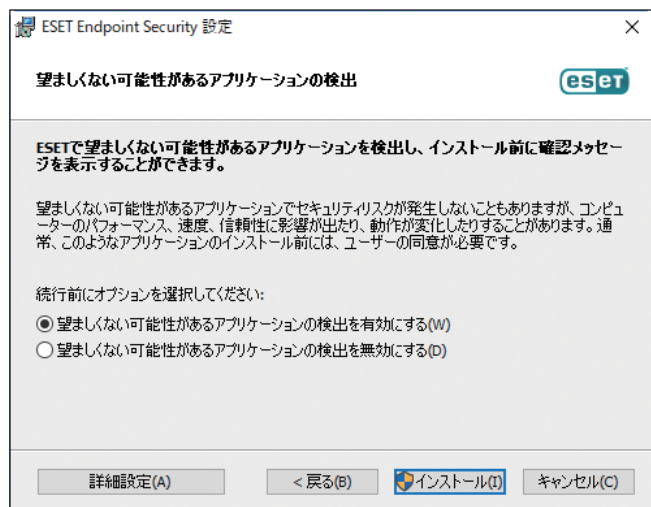 ESET Endpoint Security 設定
望ましくない可能性があるアプリケーションの検出
eseT
ESETで望ましくない可能性があるアプリケーションを検出し、インストール前に確認メッセー
ジを表示することができます。
望ましくない可能性があるアプリケーションでセキュリティリスクが発生しないこともありますが、コンピュ
ーターのパフォーマンス、速度、信頼性に影響が出たり、動作が変化したりすることがあります。通
常、このようなアプリケーションのインストール前には、ユーザーの同意が必要です。
続行前にオプションを選択してください:
望ましくない可能性があるアプリケーションの検出を有効にする(W)
望ましくない可能性があるアプリケーションの検出を無効にする(D)
詳細設定(A) < 戻る(B) インストール(I) キャンセル(C)